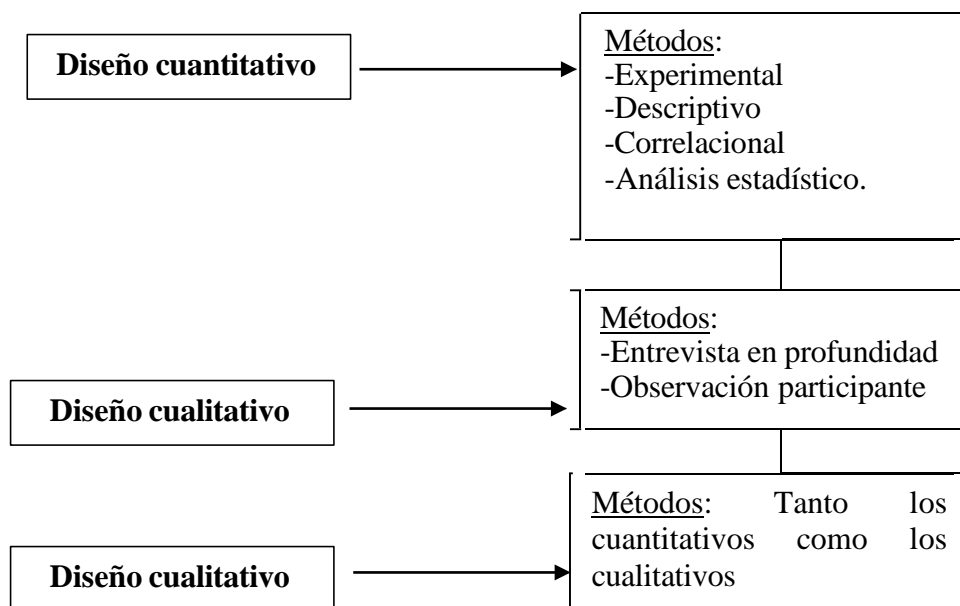 Diseño cuantitativo
Métodos:
-Experimental
-Descriptivo
-Correlacional
-Análisis estadístico.
Diseño cualitativo
Métodos:
-Entrevista en profundidad
-Observación participante
Diseño cualitativo
Métodos: Tanto los
cuantitativos como los
cualitativos